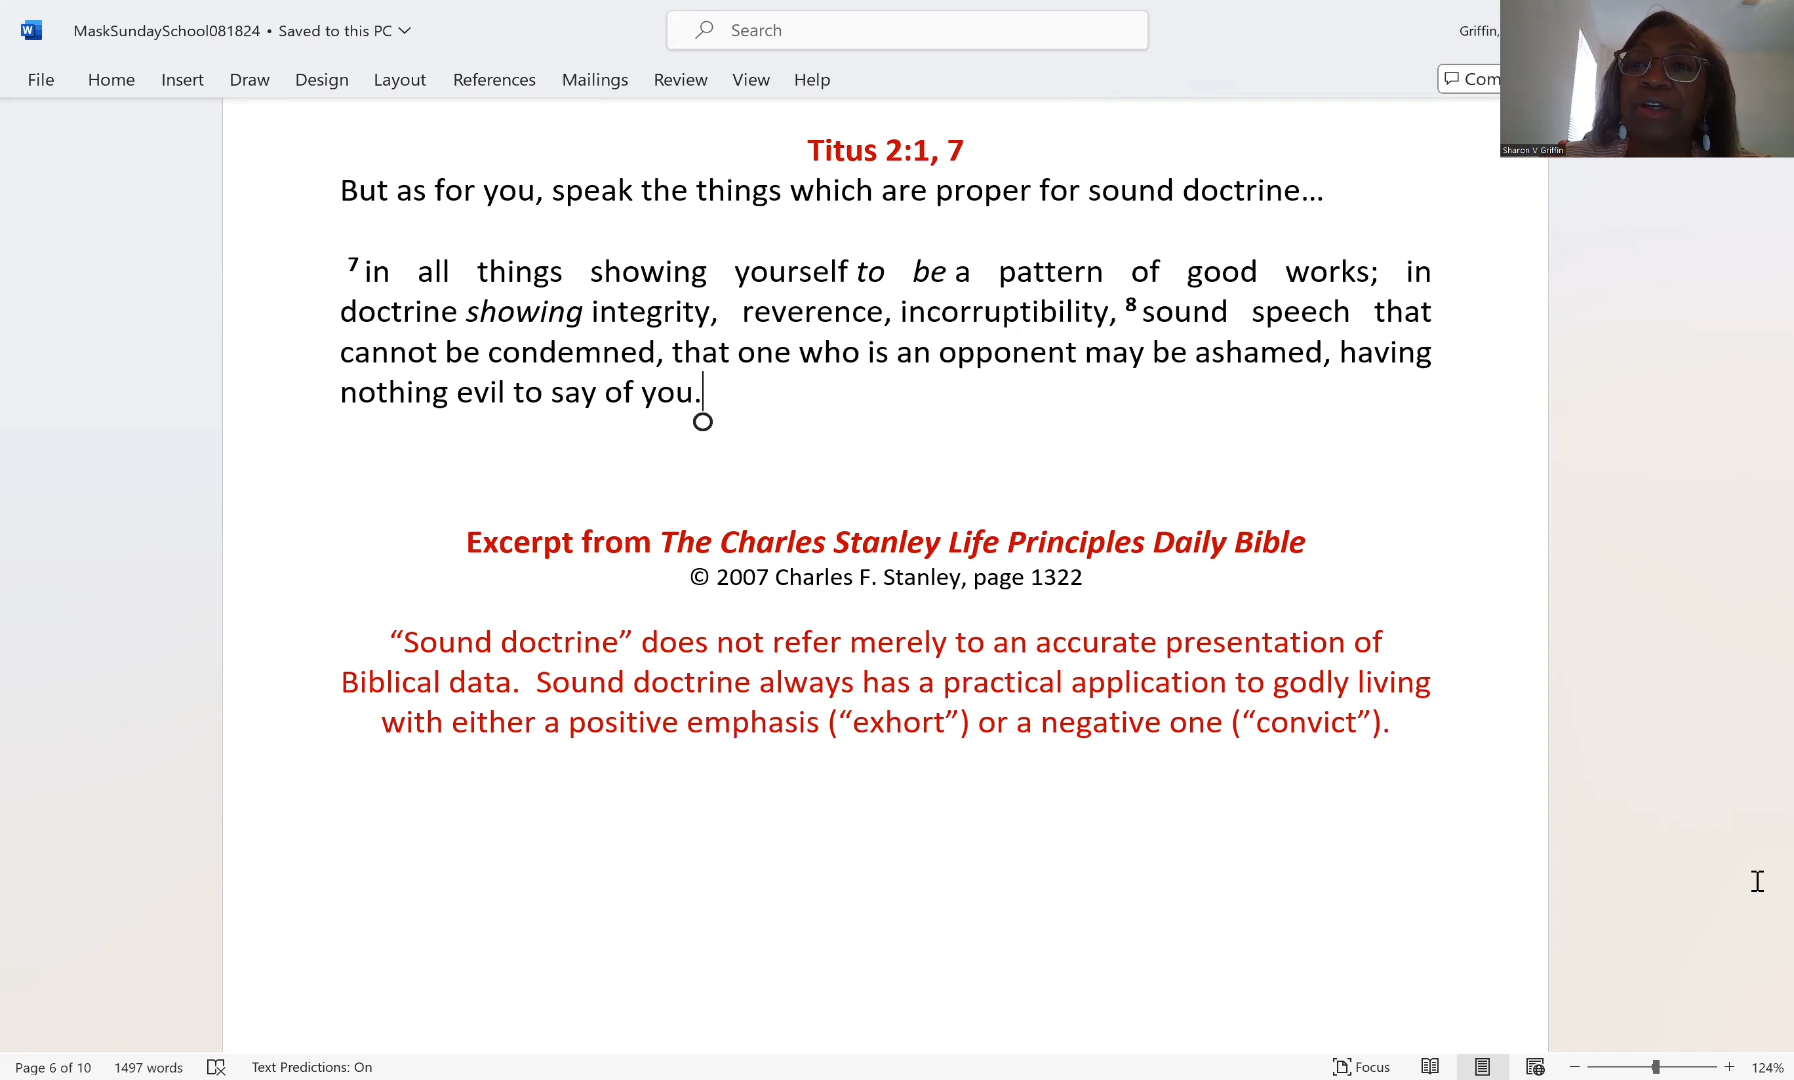 MaskSundaySchool081824 • Saved to this PC
Search
Griffin,
File Home Insert Draw Design Layout References Mailings Review View Help
Com
Sharon V Griffin
Titus 2:1, 7
But as for you, speak the things which are proper for sound doctrine...
7 in all things showing yourself to be a pattern of good works; in
doctrine showing integrity, reverence, incorruptibility, 8 sound speech that
cannot be condemned, that one who is an opponent may be ashamed, having
nothing evil to say of you.
Excerpt from The Charles Stanley Life Principles Daily Bible
© 2007 Charles F. Stanley, page 1322
“Sound doctrine” does not refer merely to an accurate presentation of
Biblical data.  Sound doctrine always has a practical application to godly living
with either a positive emphasis (“exhort”) or a negative one (“convict”).
Page 6 of 10 1497 words Text Predictions: On Focus 124%